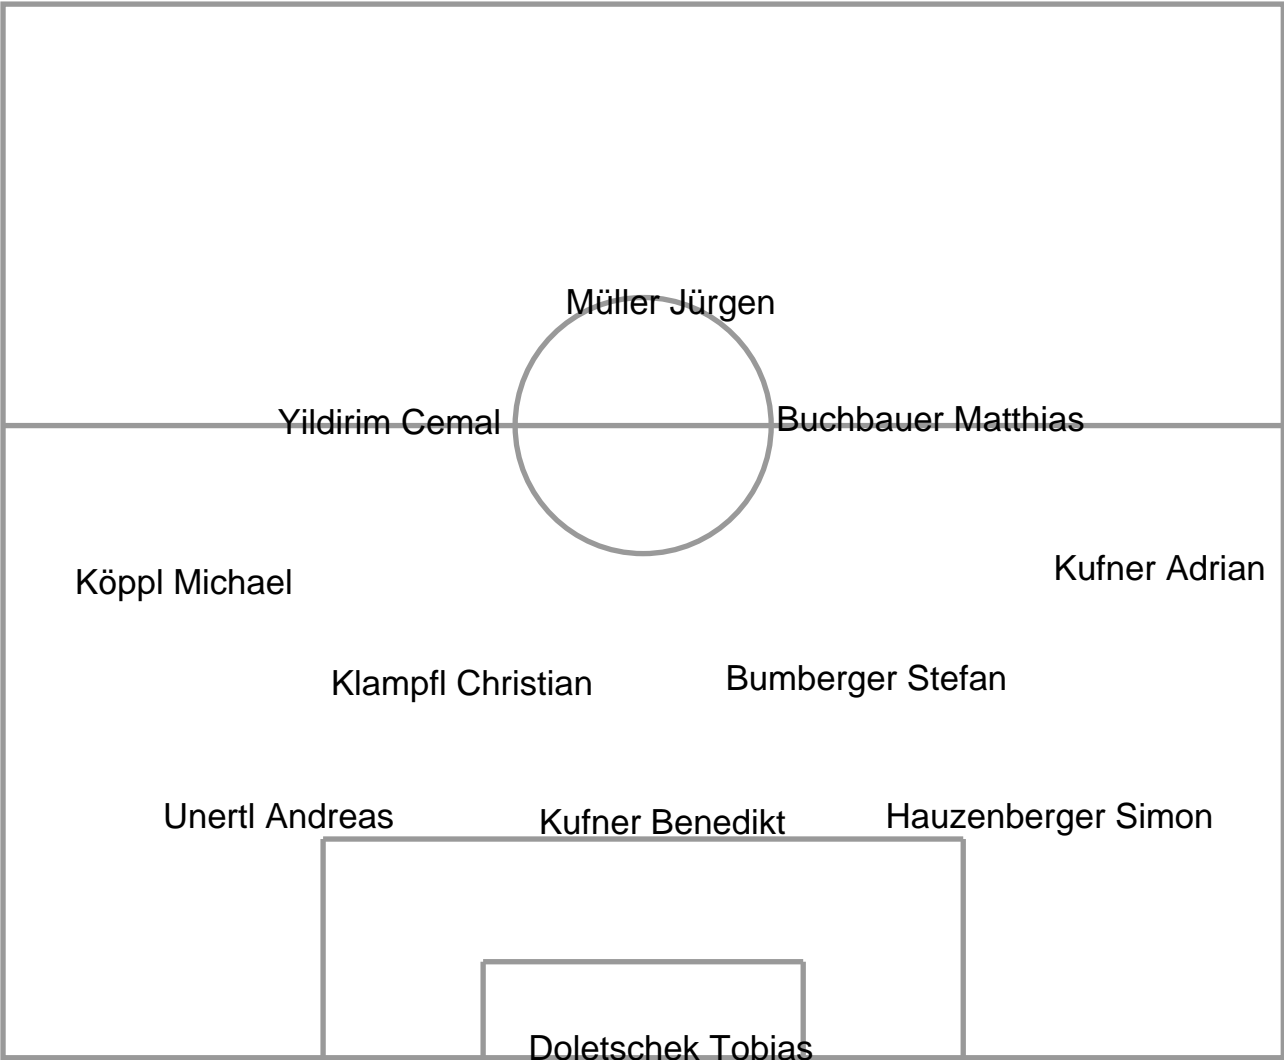 Müller Jürgen
Yildirim Cemal
Buchbauer Matthias
Köppl Michael
Kufner Adrian
Klampfl Christian
Bumberger Stefan
Unertl Andreas
Kufner Benedikt
Hauzenberger Simon
Doletschek Tobias